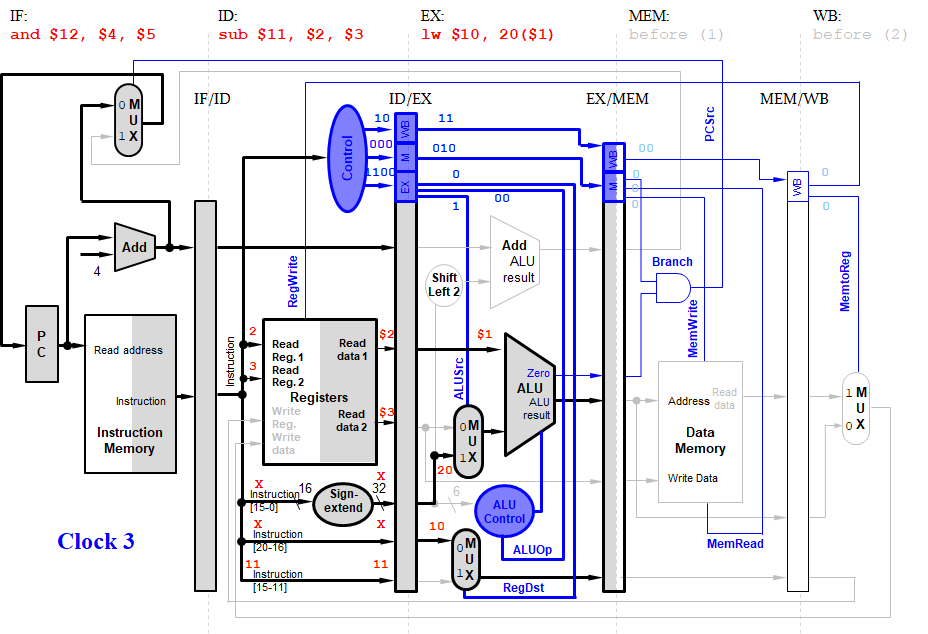 IF:
ID:
EX:
MEM:
WB:
and $12, $4, $5
sub $11, $2, $3
lw $10, 20($1)
before (1)
before (2)
IF/ID
ID/EX
EX/MEM
MEM/WB
0 M
U
1 X
PCSrc
Control
10
000
1100
WB
M
EX
11
010
0
1
00
WB
M
00
0
0
0
WB
0
0
Add
4
RegWrite
Add
ALU
result
Shift
Left 2
Branch
MemtoReg
P
C
Read address
Instruction
Instruction
Memory
Instruction
2
3
Read
Reg. 1
Read
Reg. 2
Write
Reg.
Write
data
Registers
Read
data 1
Read
data 2
$2
$3
$1
ALUSrc
Zero
ALU
ALU
result
MemWrite
Address
Read
data
Data
Memory
Write Data
MemRead
1 M
U
0 X
0 M
U
1 X
20
X
Instruction
[15-0]
16
Sign-
extend
X
32
6
ALU
Control
ALUOp
X
Instruction
[20-16]
X
10
11
Instruction
[15-11]
11
0 M
U
1 X
RegDst
Clock 3